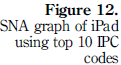 Figure 12.
SNA graph of iPad
using top 10 IPC
codes